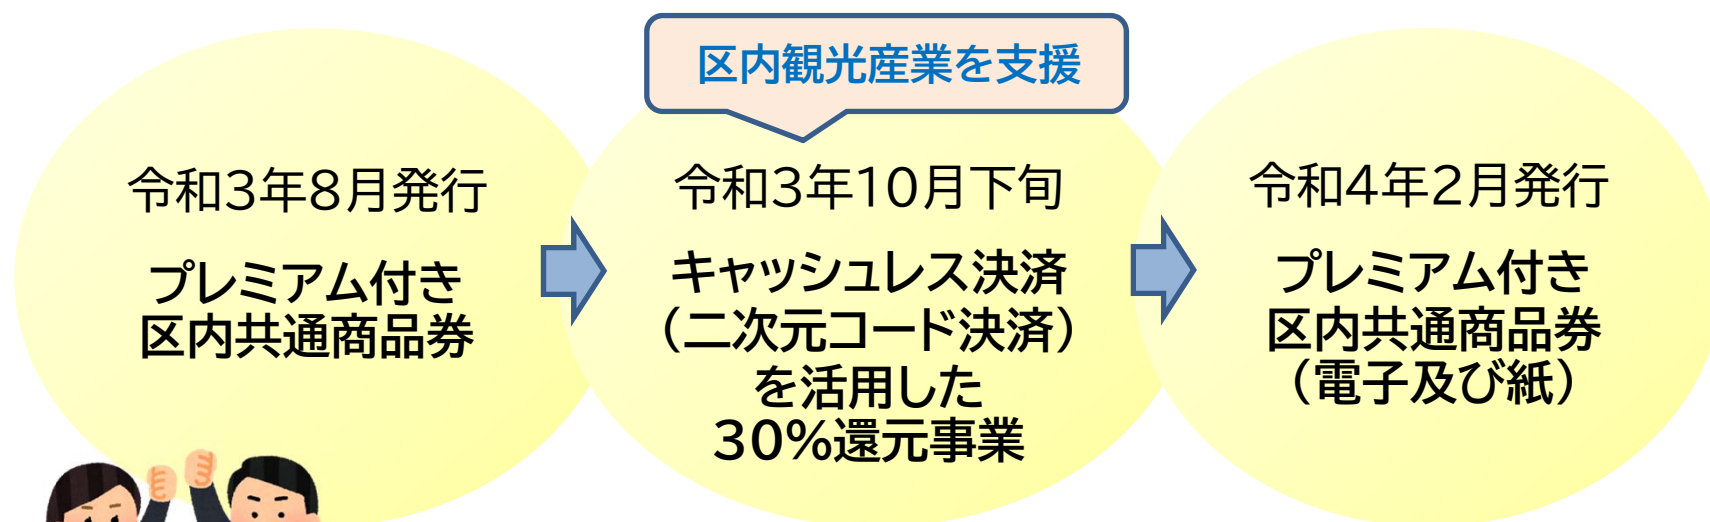 区内観光産業を支援
令和3年8月発行
プレミアム付き
区内共通商品券
令和3年10月下旬
キャッシュレス決済
（二次元コード決済）
を活用した
30%還元事業
令和4年2月発行
プレミアム付き
区内共通商品券
（電子及び紙）